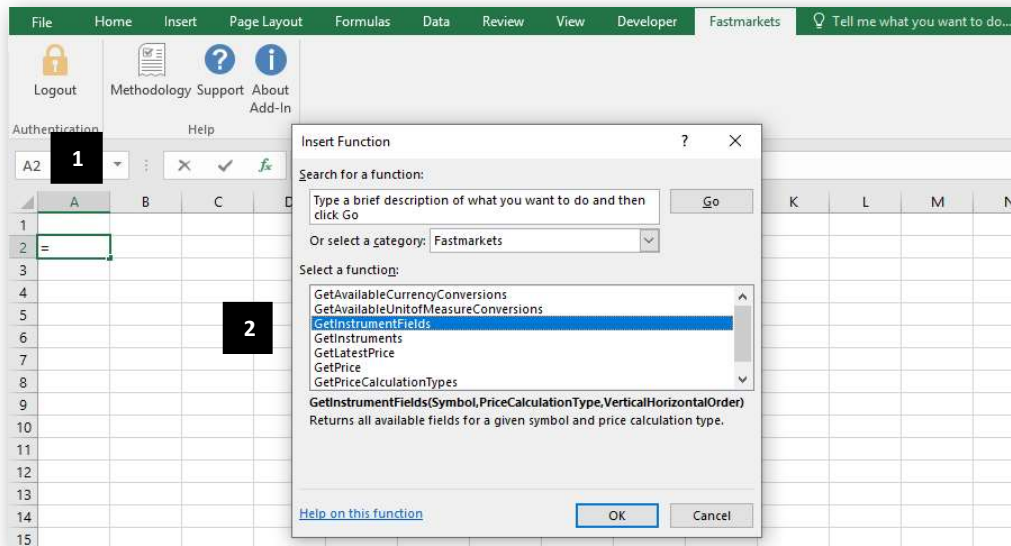 File Home Insert Page Layout Formulas Data Review View Developer Fastmarkets Tell me what you want to do...
Logout Methodology Support About Add-In
Authentication Help
Insert Function ? ×
1
A2 fx
Search for a function:
Type a brief description of what you want to do and then
click Go
Go
Or select a category: Fastmarkets
A B C D K L M N
1
2 =
3
4
5
6
7
8
9
10
11
12
13
14
15
Select a function:
2
GetAvailableCurrencyConversions
GetAvailableUnitofMeasureConversions
GetInstrumentFields
GetInstruments
GetLatestPrice
GetPrice
GetPriceCalculationTypes
GetInstrumentFields(Symbol,PriceCalculationType,VerticalHorizontalOrder)
Returns all available fields for a given symbol and price calculation type.
Help on this function OK Cancel